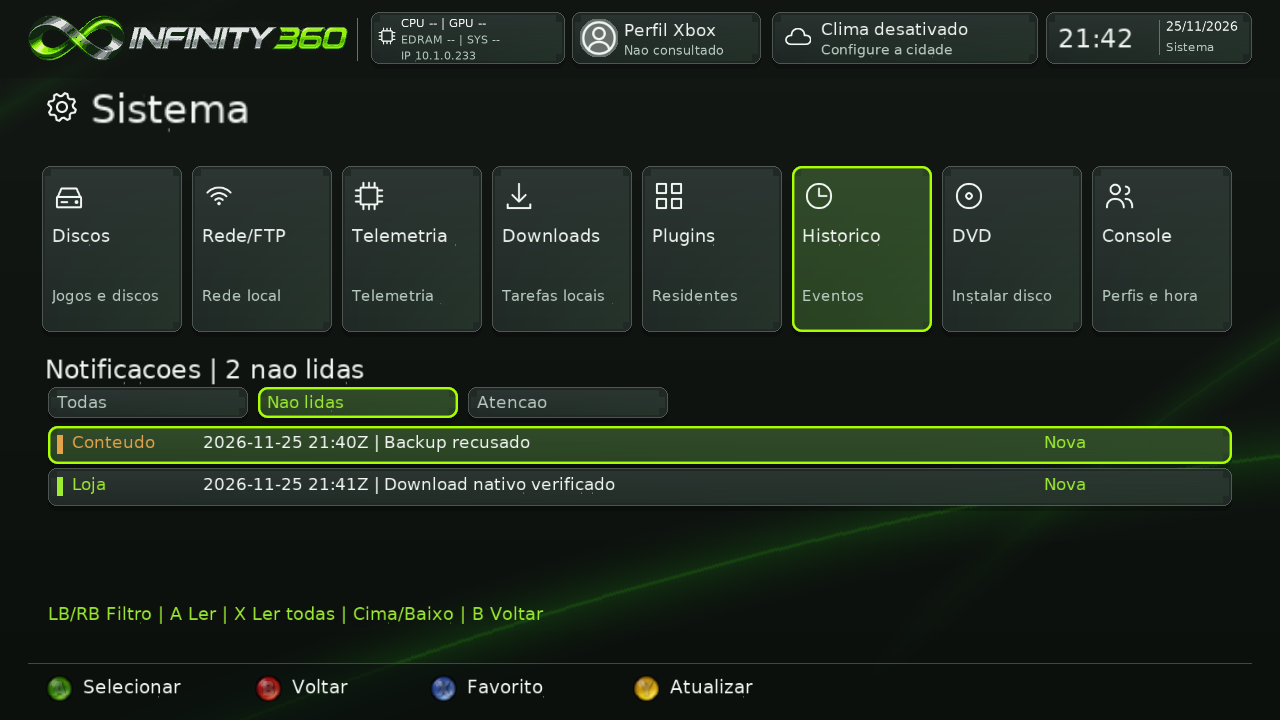 INFINITY 360
CPU -- | GPU --
EDRAM -- | SYS --
IP 10.1.0.233
Perfil Xbox
Nao consultado
Clima desativado
Configure a cidade
21:42
25/11/2026
Sistema
Sistema
Discos
Jogos e discos
Rede/FTP
Rede local
Telemetria
Telemetria
Downloads
Tarefas locais
Plugins
Residentes
Historico
Eventos
DVD
Instalar disco
Console
Perfis e hora
Notificacoes | 2 nao lidas
Todas
Nao lidas
Atencao
Conteudo 2026-11-25 21:40Z | Backup recusado Nova
Loja 2026-11-25 21:41Z | Download nativo verificado Nova
LB/RB Filtro | A Ler | X Ler todas | Cima/Baixo | B Voltar
Selecionar
Voltar
Favorito
Atualizar